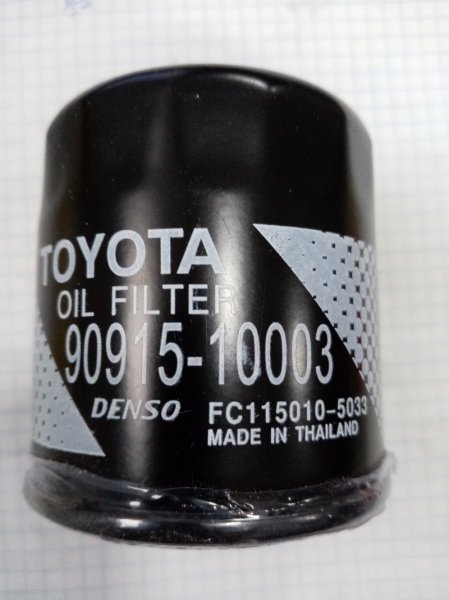 TOYOTA
OIL FILTER
90915-10003
DENSO FC115010-5033
MADE IN THAILAND